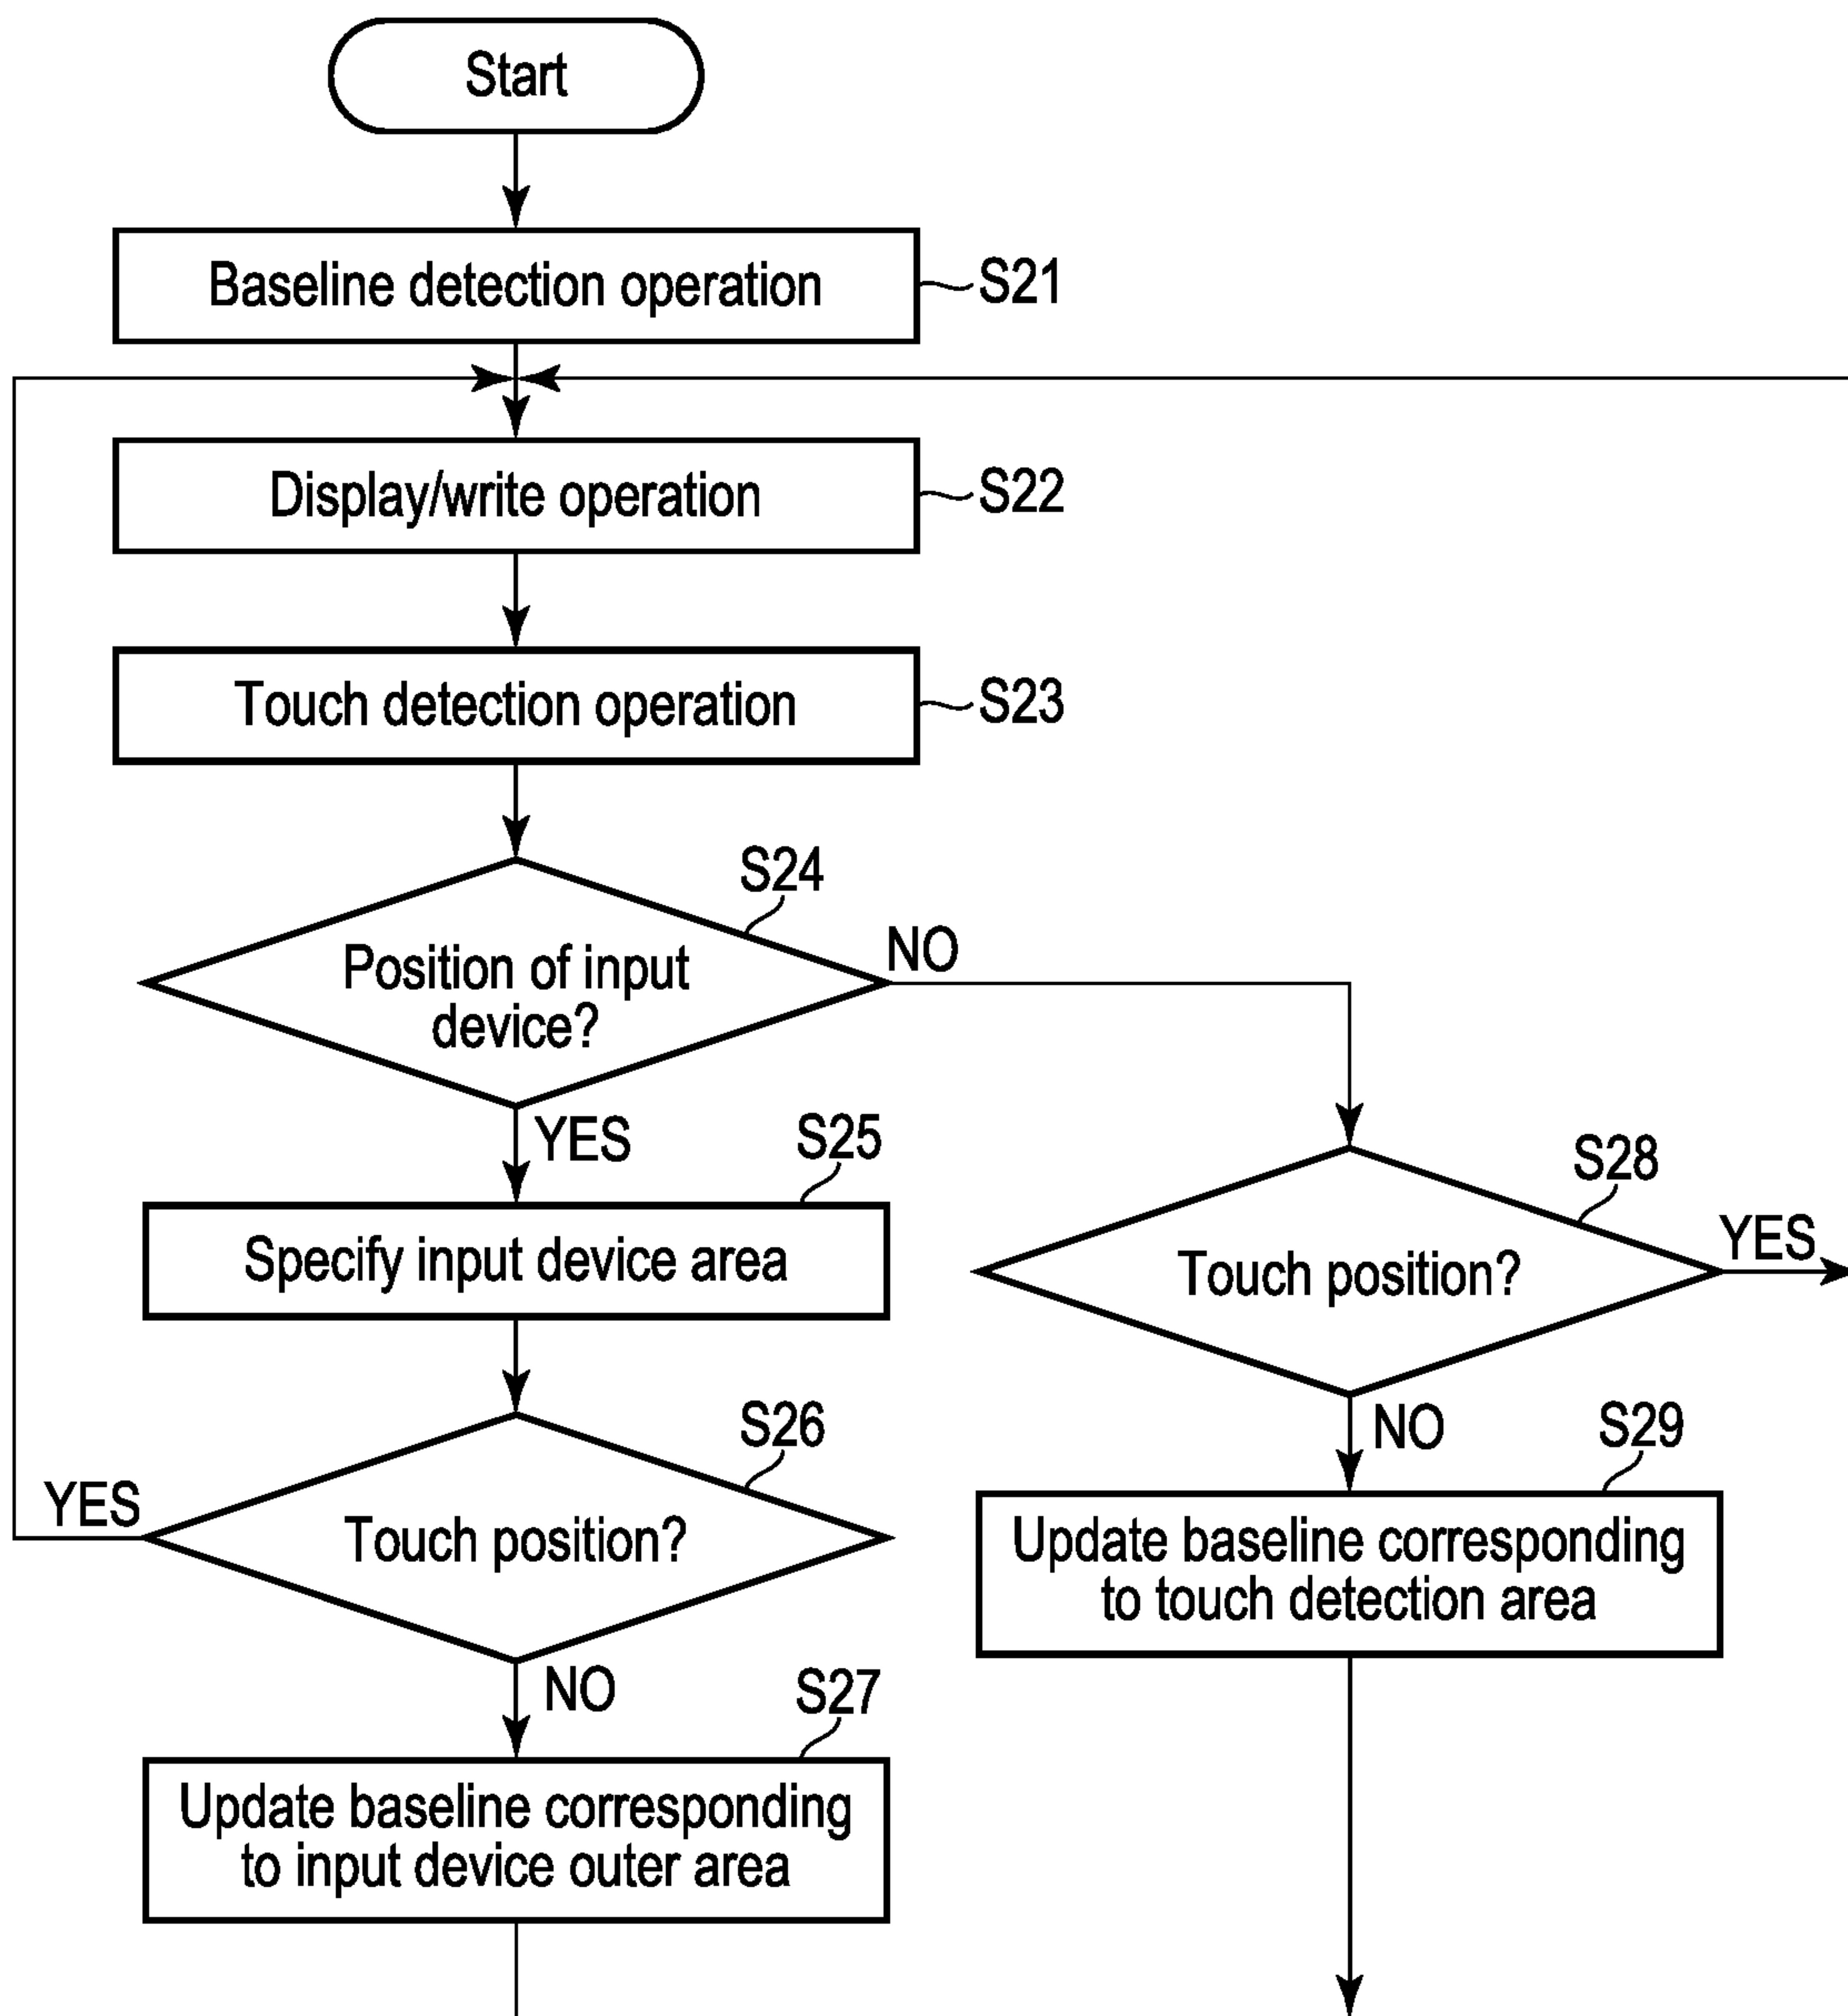 Start
Baseline detection operation
S21
Display/write operation
S22
Touch detection operation
S23
S24
Position of input
device?
NO
YES
S25
Specify input device area
S28
Touch position?
YES
S26
Touch position?
YES
NO
S29
Update baseline corresponding
to touch detection area
NO
S27
Update baseline corresponding
to input device outer area